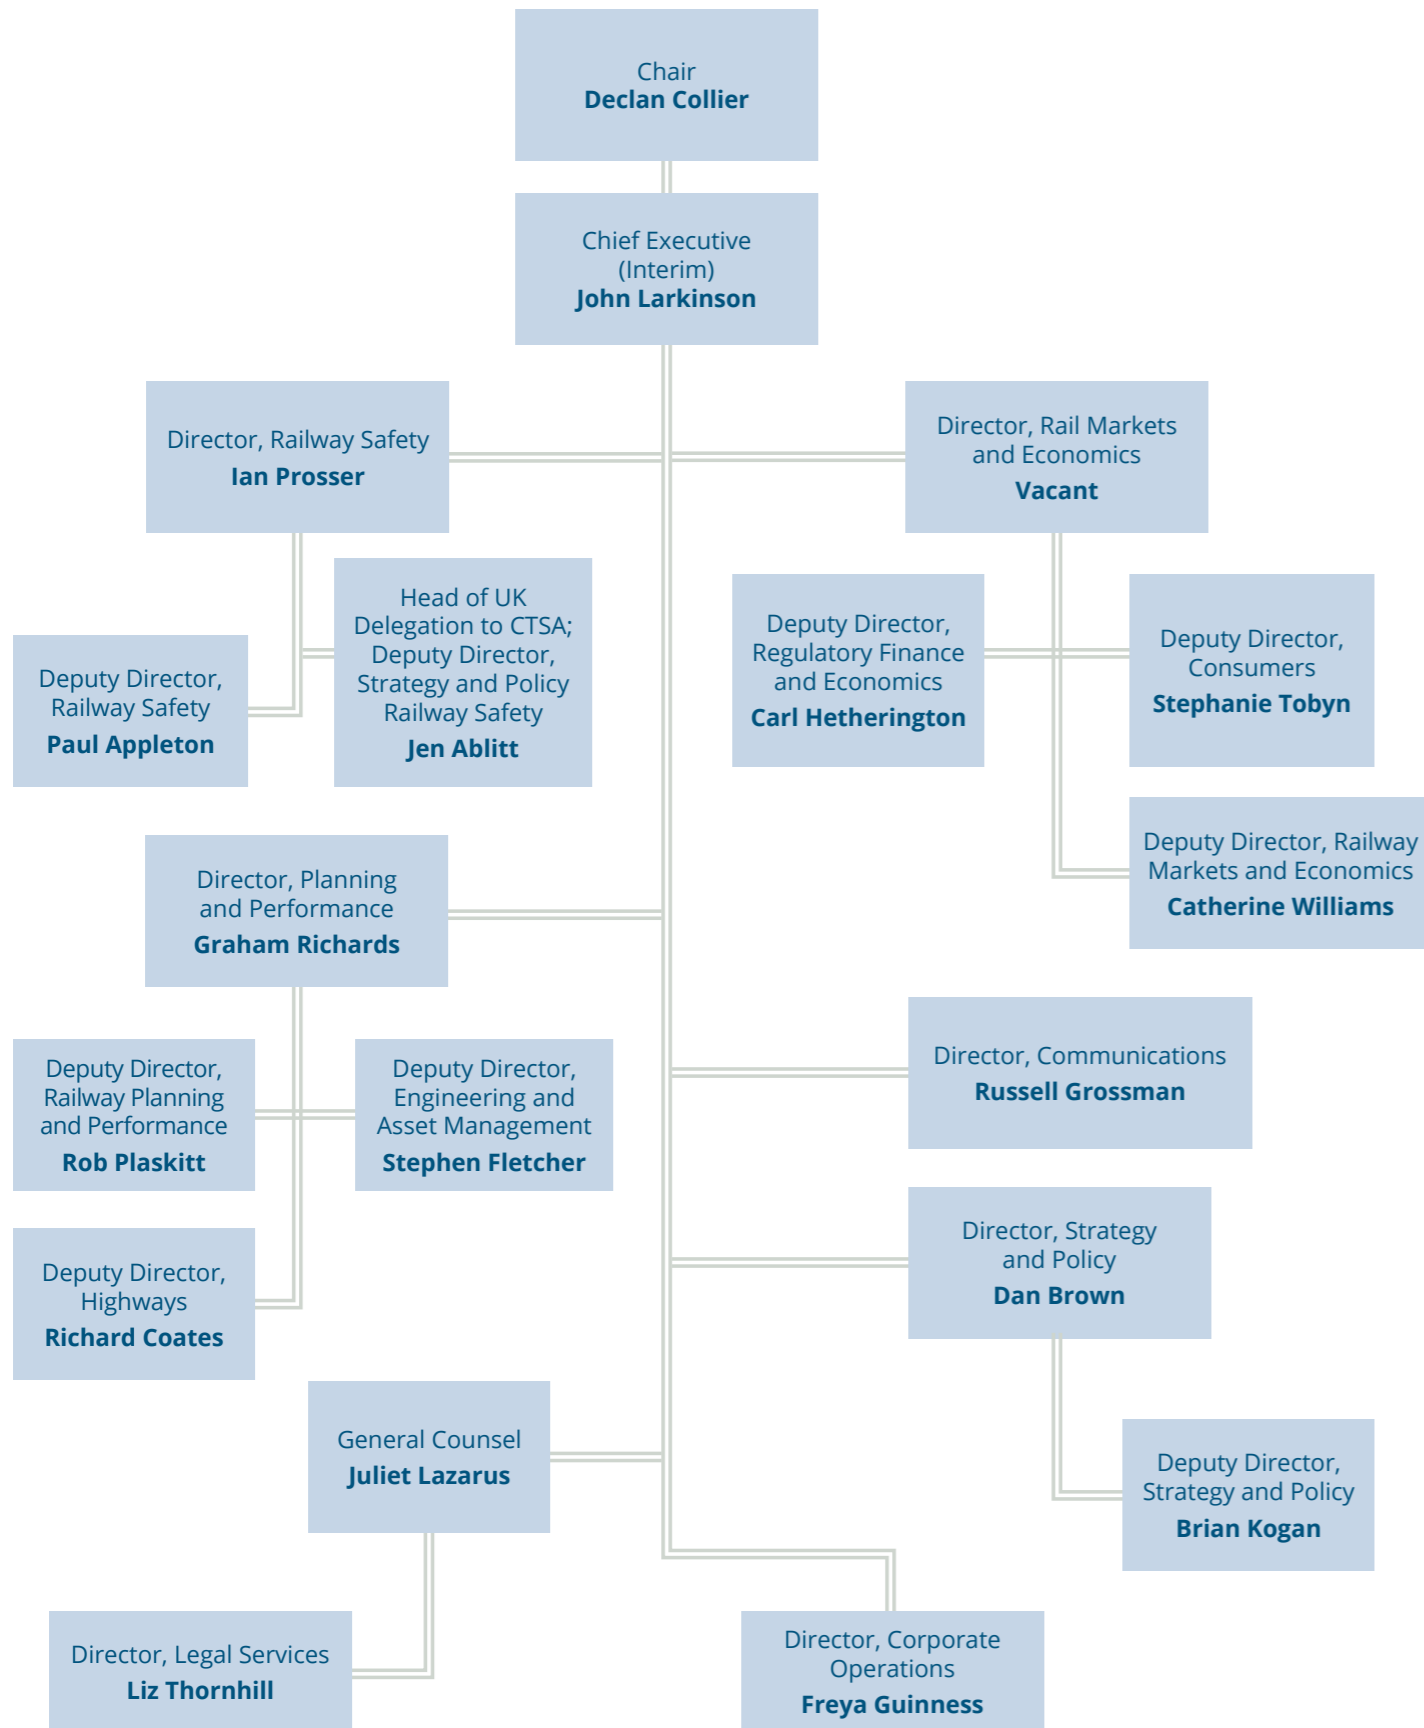 Chair
Declan Collier
Chief Executive
(Interim)
John Larkinson
Director, Railway Safety
Ian Prosser
Director, Rail Markets
and Economics
Vacant
Deputy Director,
Railway Safety
Paul Appleton
Head of UK
Delegation to CTSA;
Deputy Director,
Strategy and Policy
Railway Safety
Jen Ablitt
Deputy Director,
Regulatory Finance
and Economics
Carl Hetherington
Deputy Director,
Consumers
Stephanie Tobyn
Deputy Director, Railway
Markets and Economics
Catherine Williams
Director, Planning
and Performance
Graham Richards
Deputy Director,
Railway Planning
and Performance
Rob Plaskitt
Deputy Director,
Engineering and
Asset Management
Stephen Fletcher
Deputy Director,
Highways
Richard Coates
Director, Communications
Russell Grossman
Director, Strategy
and Policy
Dan Brown
Deputy Director,
Strategy and Policy
Brian Kogan
General Counsel
Juliet Lazarus
Director, Legal Services
Liz Thornhill
Director, Corporate
Operations
Freya Guinness